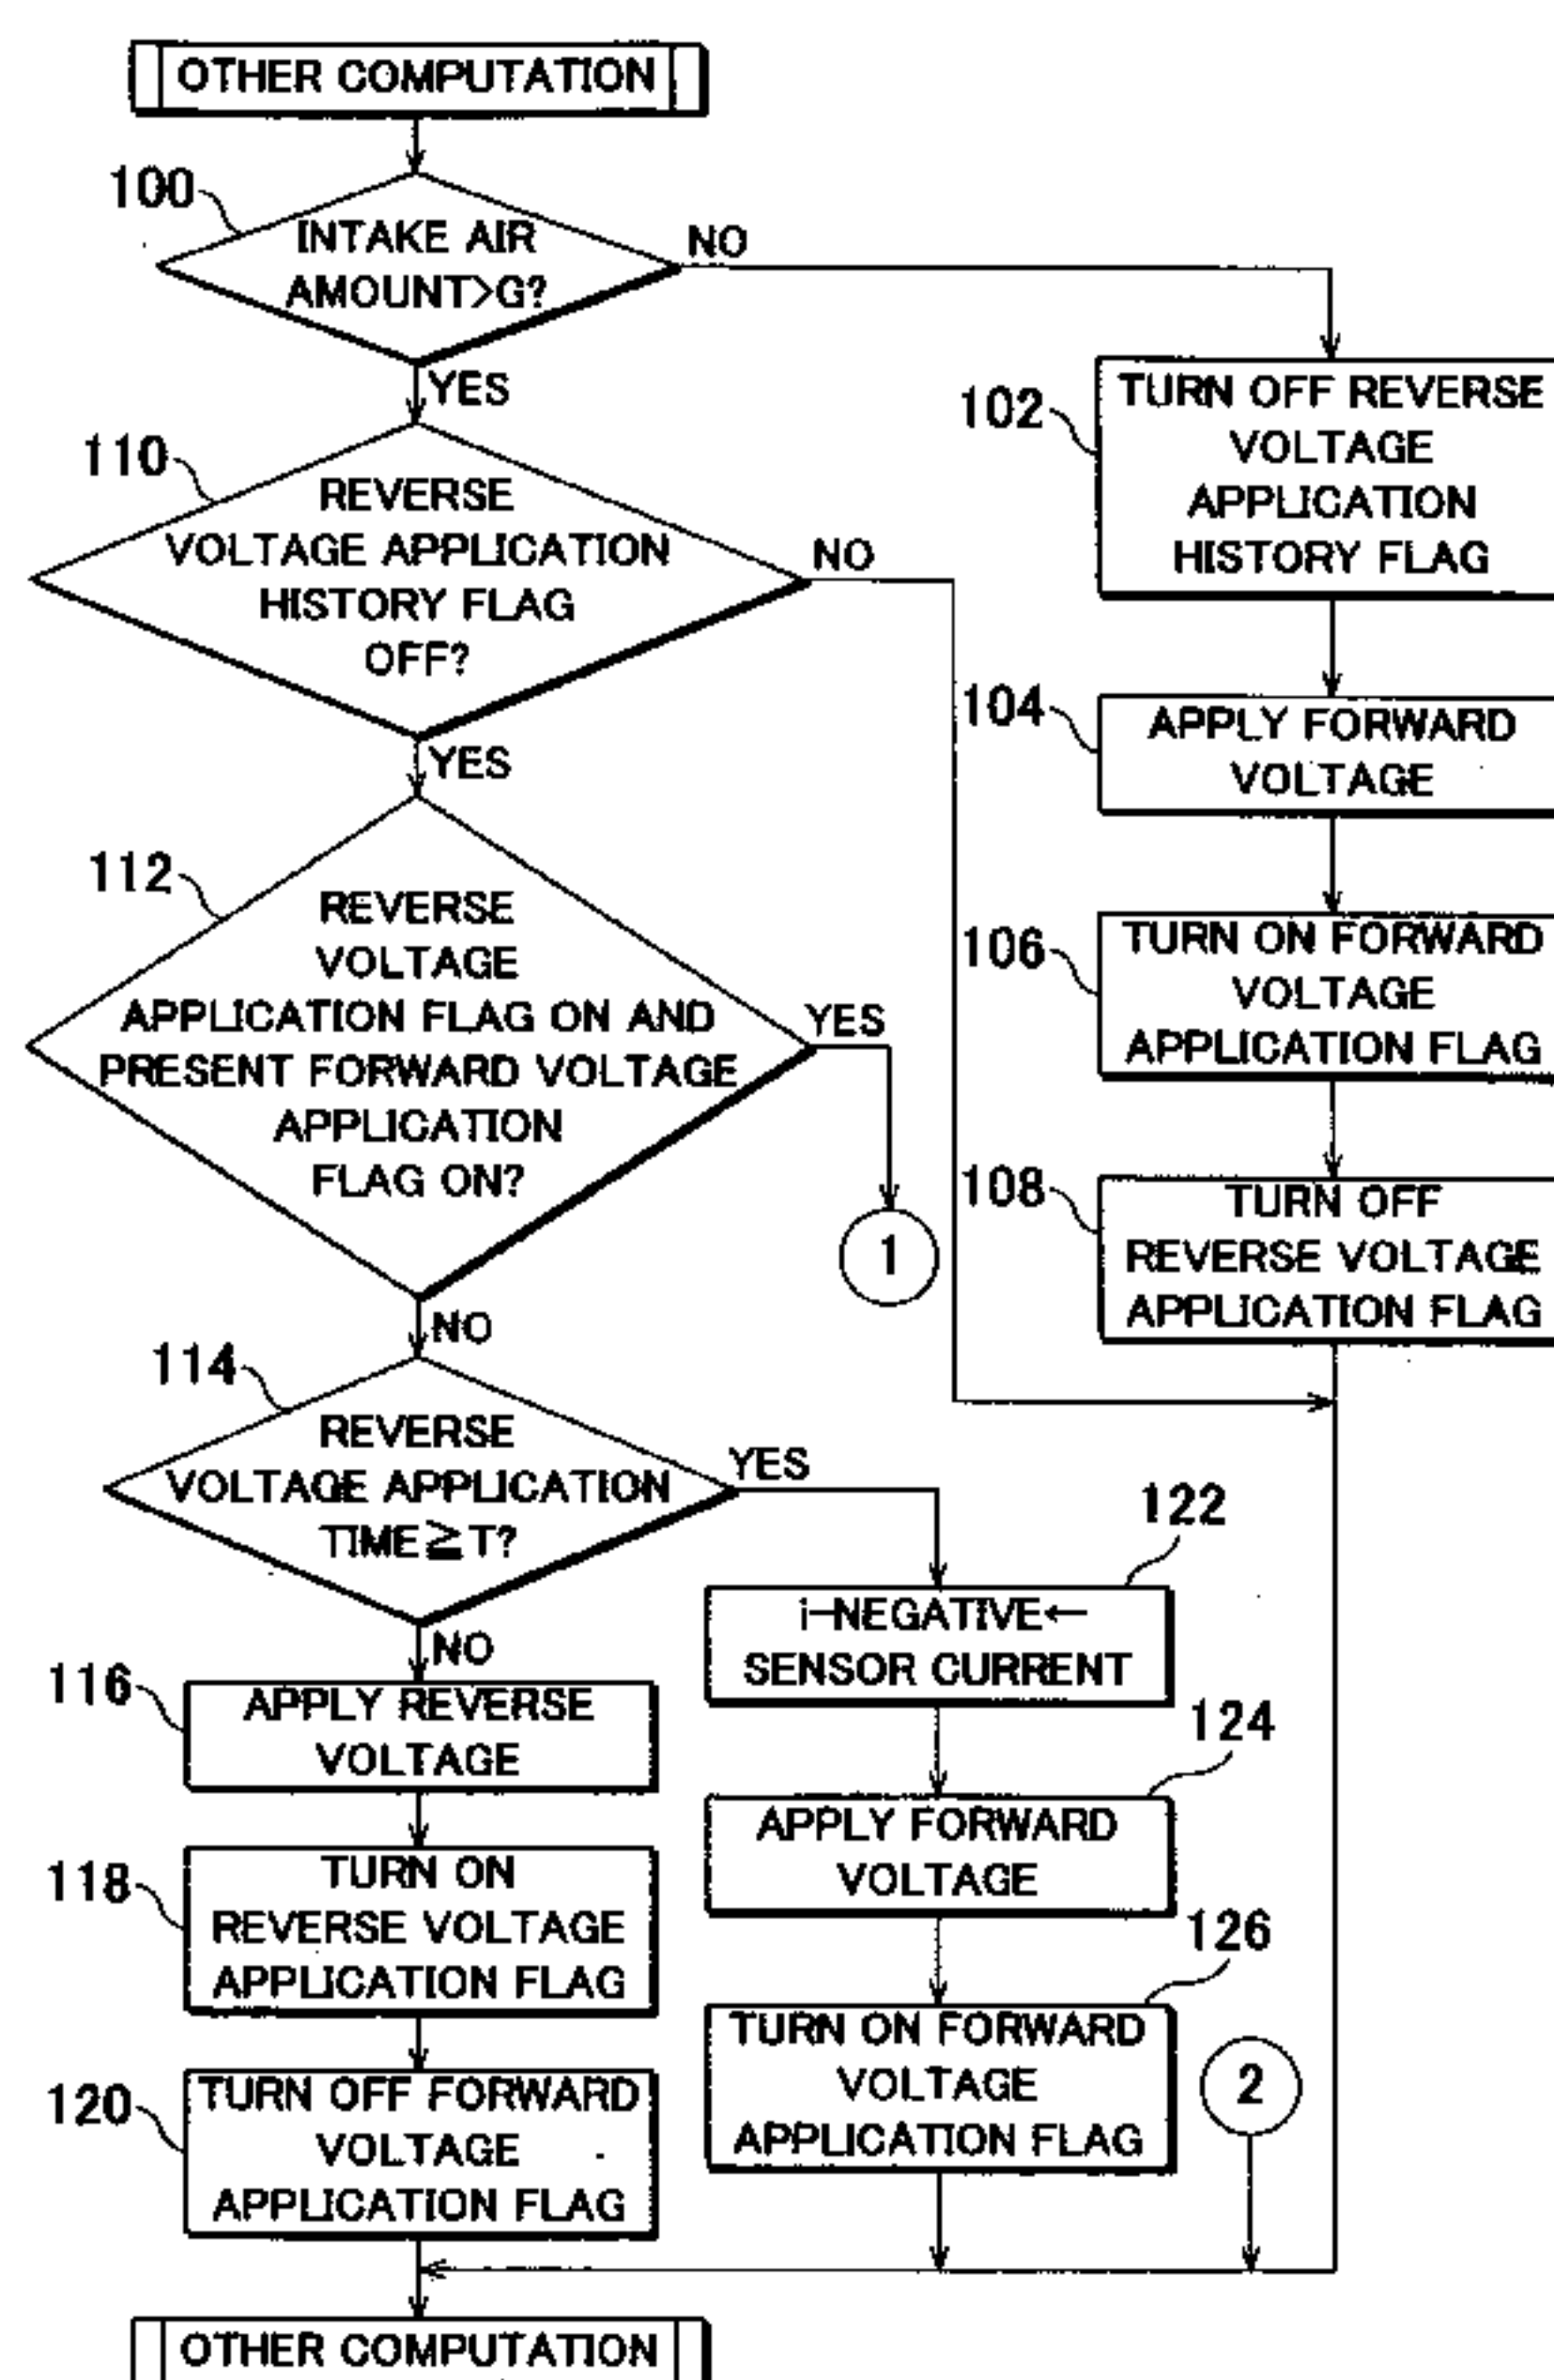 OTHER COMPUTATION
100
INTAKE AIR
AMOUNT>G?
NO
YES
102
TURN OFF REVERSE
VOLTAGE
APPLICATION
HISTORY FLAG
110
REVERSE
VOLTAGE APPLICATION
HISTORY FLAG
OFF?
NO
YES
104
APPLY FORWARD
VOLTAGE
112
REVERSE
VOLTAGE
APPLICATION FLAG ON AND
PRESENT FORWARD VOLTAGE
APPLICATION
FLAG ON?
YES
1
NO
106
TURN ON FORWARD
VOLTAGE
APPLICATION FLAG
108
TURN OFF
REVERSE VOLTAGE
APPLICATION FLAG
114
REVERSE
VOLTAGE APPLICATION
TIME≧T?
YES
NO
116
APPLY REVERSE
VOLTAGE
118
TURN ON
REVERSE VOLTAGE
APPLICATION FLAG
120
TURN OFF FORWARD
VOLTAGE
APPLICATION FLAG
122
i-NEGATIVE←
SENSOR CURRENT
124
APPLY FORWARD
VOLTAGE
126
TURN ON FORWARD
VOLTAGE
APPLICATION FLAG
2
OTHER COMPUTATION